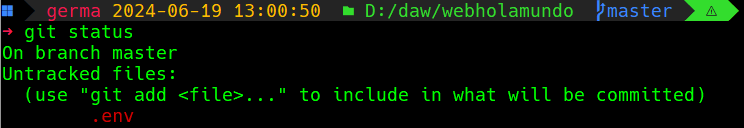 germa 2024-06-19 13:00:50 D:/daw/webholamundo master
→ git status
On branch master
Untracked files:
  (use "git add <file>..." to include in what will be committed)
        .env